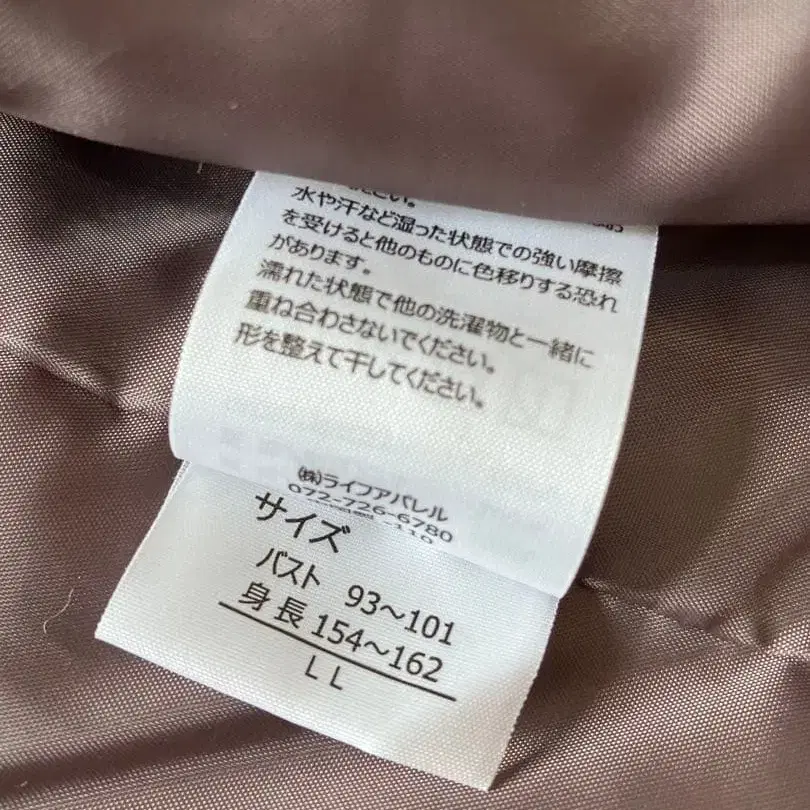 ください。
水や汗など湿った状態での強い摩擦
を受けると他のものに色移りする恐れ
があります。
濡れた状態で他の洗濯物と一緒に
重ね合わさないでください。
形を整えて干してください。
㈱ライフアパレル
072-726-6780
サイズ
バスト 93～101
身長 154～162
LL